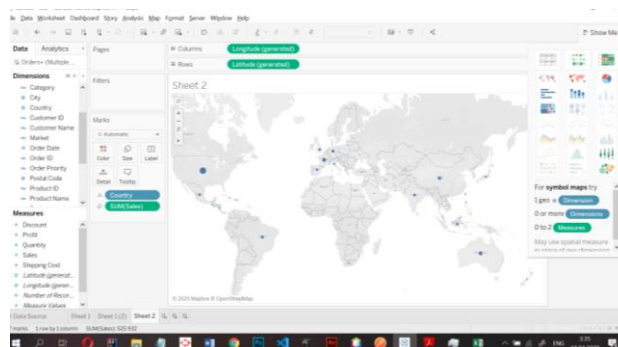 Data Worksheet Dashboard Story Analysis Map Format Server Window Help
Show Me
Data Analytics
Pages
Columns Longitude (generated)
Rows Latitude (generated)
Orders+ (Multiple ...
Dimensions
Category
City
Country
Customer ID
Customer Name
Market
Order Date
Order ID
Order Priority
Postal Code
Product ID
Product Name
Measures
Discount
Profit
Quantity
Sales
Shipping Cost
Latitude (generat...
Longitude (gener...
Number of Recor...
Measure Values
Filters
Marks
Automatic
Color Size Label
Detail Tooltip
Country
SUM(Sales)
Sheet 2
© 2020 Mapbox © OpenStreetMap
For symbol maps try
1 geo Dimension
0 or more Dimensions
0 to 2 Measures
May use spatial measure
Data Source Sheet 1 Sheet 1 (2) Sheet 2
marks 1 row by 1 column
ENG
3:35